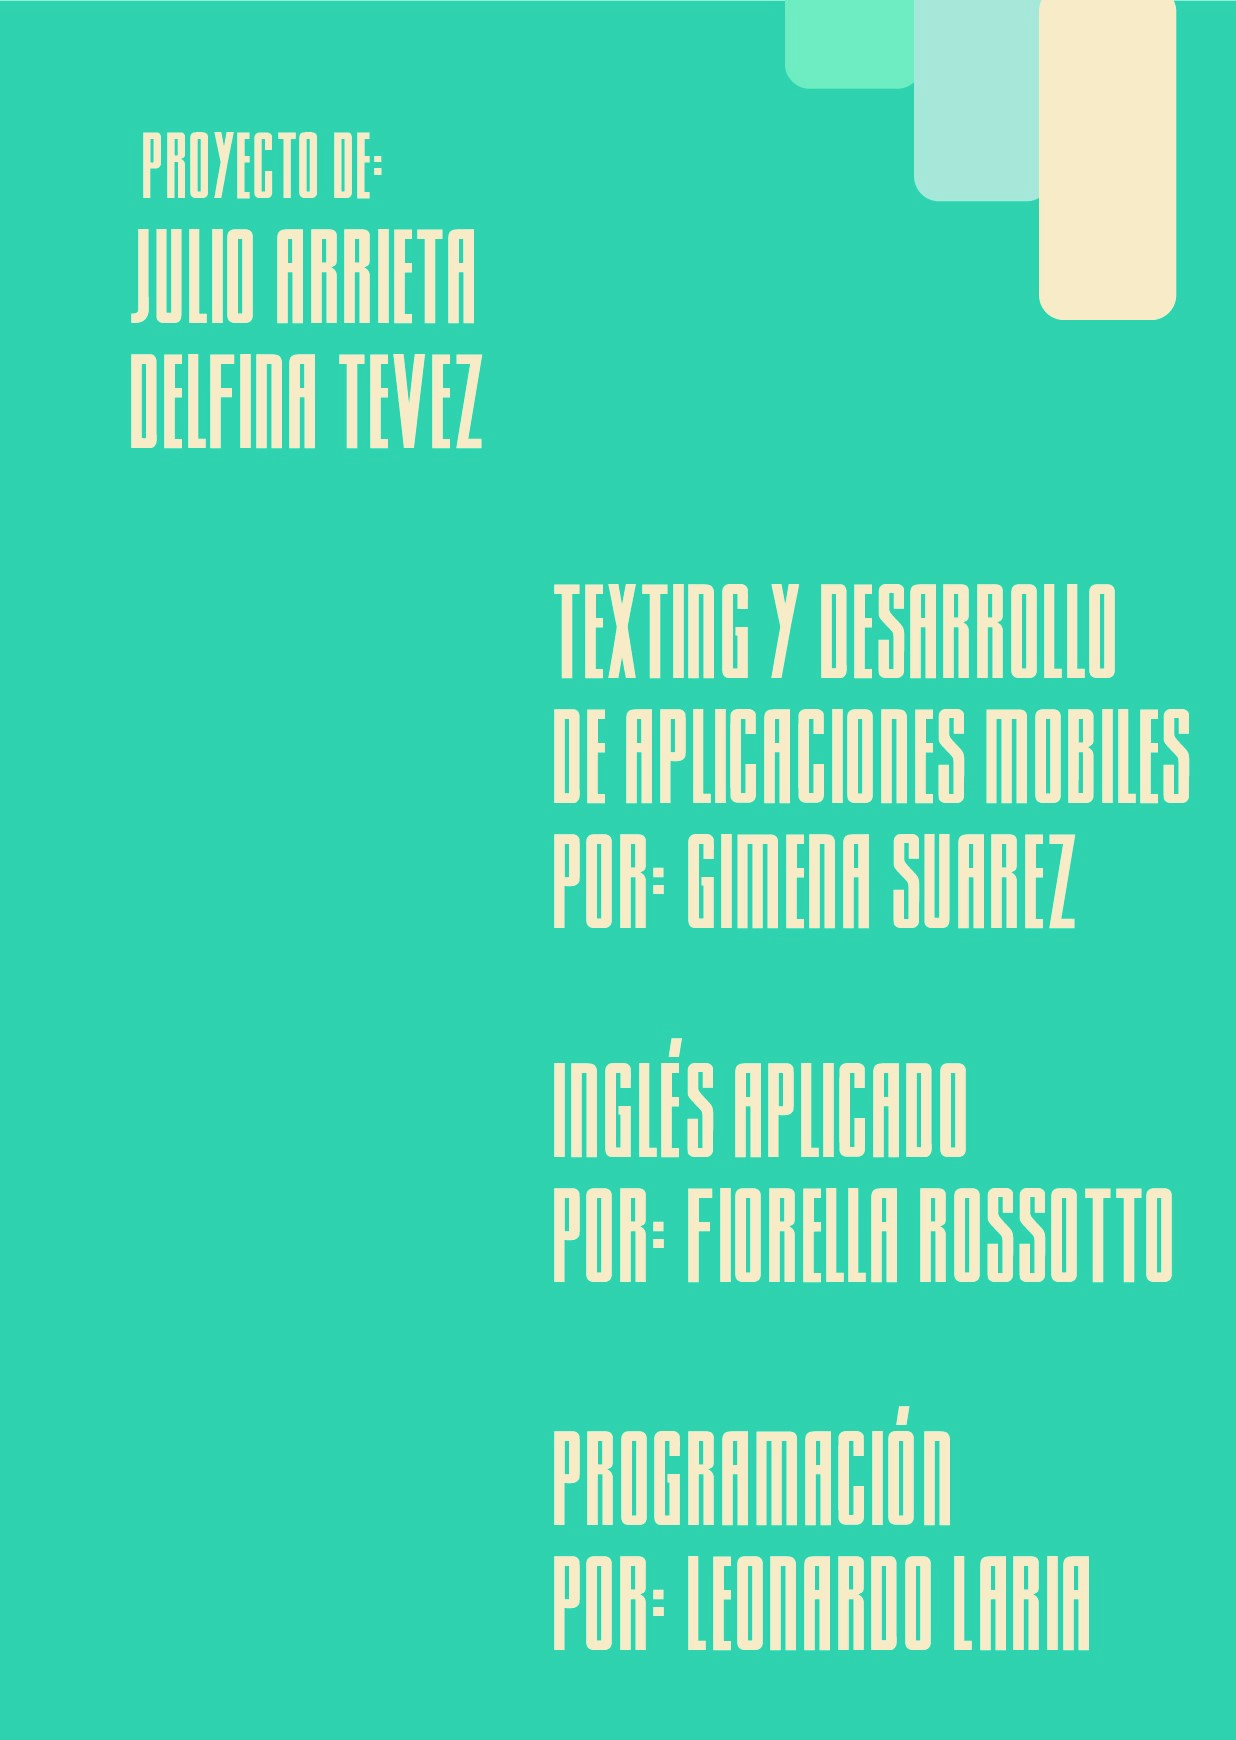 PROYECTO DE:
JULIO ARRIETA
DELFINA TEVEZ
TEXTING Y DESARROLLO
DE APLICACIONES MOBILES
POR: GIMENA SUAREZ
INGLÉS APLICADO
POR: FIORELLA ROSSOTTO
PROGRAMACIÓN
POR: LEONARDO LARIA